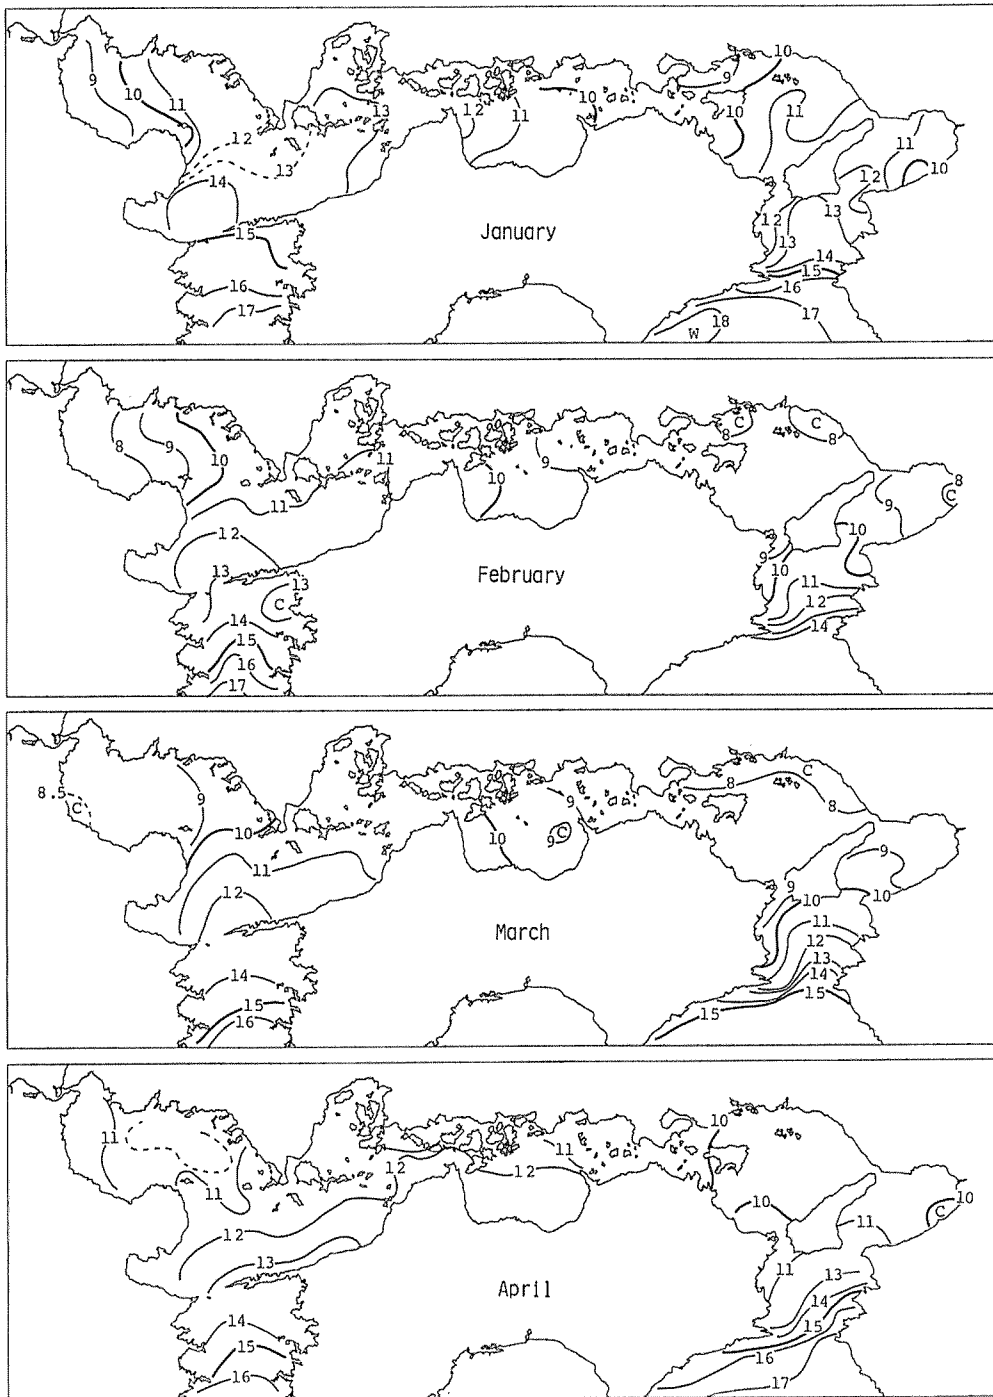 9 10 11 12 13 14 15 16 17
13
12 11 10
9 10 10 11 11 10 12 13 12 13 14 15 16 17 18 W
January
8 9 10 11 12 13 13 C 14 15 16 17
11
10 9
8 C C 8 8 C 9 10 9 10 11 12 14
February
8.5 C 9 10 11 12 14 15 16
9 10 9 C
8 C 8 9 10 9 10 11 12 13 14 15 15
March
11 11 12 13 14 15 16
12 11 12
10 10 10 C 11 11 13 14 15 16 17
April